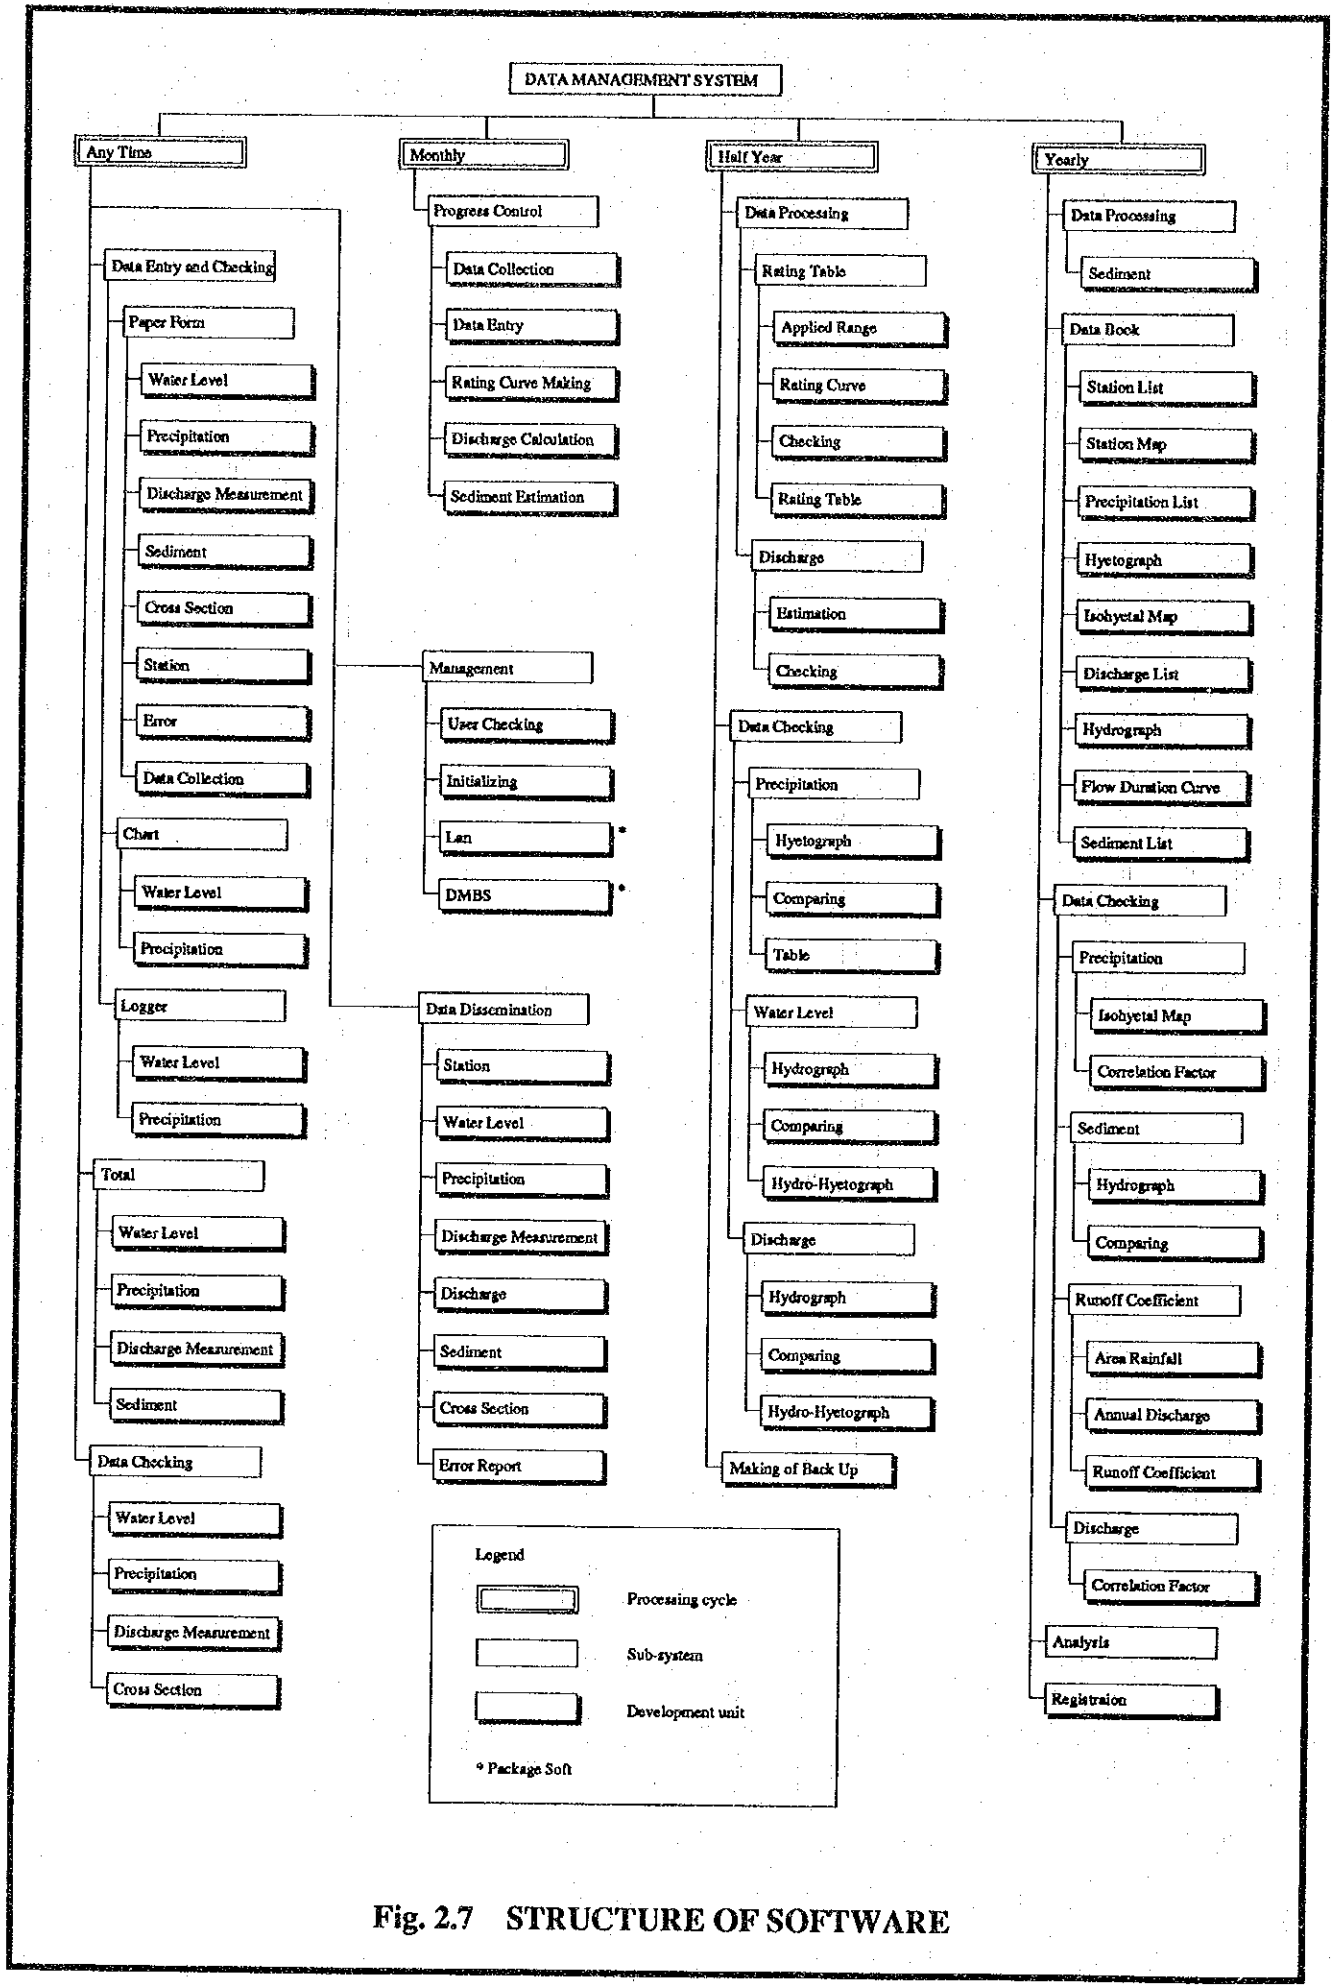 DATA MANAGEMENT SYSTEM
Any Time
Data Entry and Checking
Paper Form
Water Level
Precipitation
Discharge Measurement
Sediment
Cross Section
Station
Error
Data Collection
Chart
Water Level
Precipitation
Logger
Water Level
Precipitation
Total
Water Level
Precipitation
Discharge Measurement
Sediment
Data Checking
Water Level
Precipitation
Discharge Measurement
Cross Section
Monthly
Progress Control
Data Collection
Data Entry
Rating Curve Making
Discharge Calculation
Sediment Estimation
Management
User Checking
Initializing
Lan *
DMBS *
Data Dissemination
Station
Water Level
Precipitation
Discharge Measurement
Discharge
Sediment
Cross Section
Error Report
Half Year
Data Processing
Rating Table
Applied Range
Rating Curve
Checking
Rating Table
Discharge
Estimation
Checking
Data Checking
Precipitation
Hyetograph
Comparing
Table
Water Level
Hydrograph
Comparing
Hydro-Hyetograph
Discharge
Hydrograph
Comparing
Hydro-Hyetograph
Making of Back Up
Yearly
Data Processing
Sediment
Data Book
Station List
Station Map
Precipitation List
Hyetograph
Isohyetal Map
Discharge List
Hydrograph
Flow Duration Curve
Sediment List
Data Checking
Precipitation
Isohyetal Map
Correlation Factor
Sediment
Hydrograph
Comparing
Runoff Coefficient
Area Rainfall
Annual Discharge
Runoff Coefficient
Discharge
Correlation Factor
Analysis
Registraion
Legend
Processing cycle
Sub-system
Development unit
* Package Soft
Fig. 2.7 STRUCTURE OF SOFTWARE